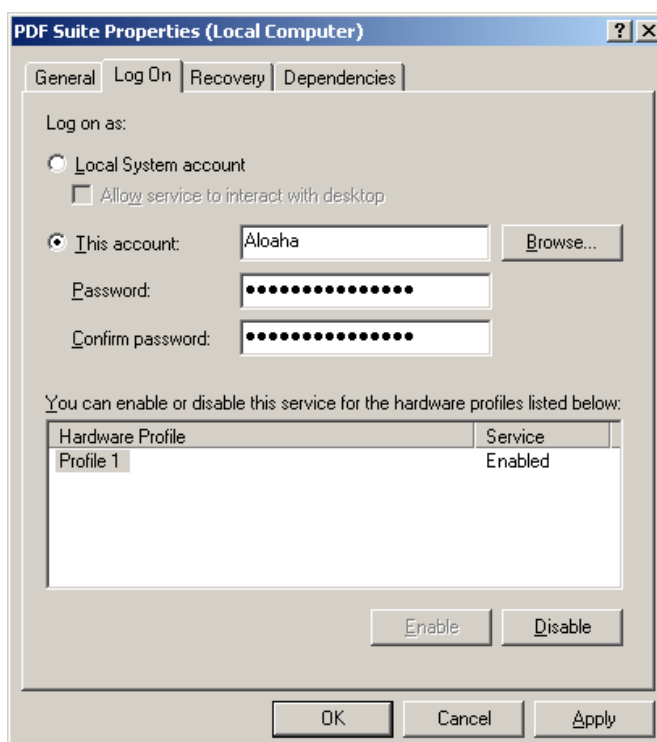 PDF Suite Properties (Local Computer)
General Log On Recovery Dependencies
Log on as:
Local System account
Allow service to interact with desktop
This account: Aloaha Browse...
Password: •••••••••••••••
Confirm password: •••••••••••••••
You can enable or disable this service for the hardware profiles listed below:
Hardware Profile Service
Profile 1 Enabled
Enable Disable
OK Cancel Apply